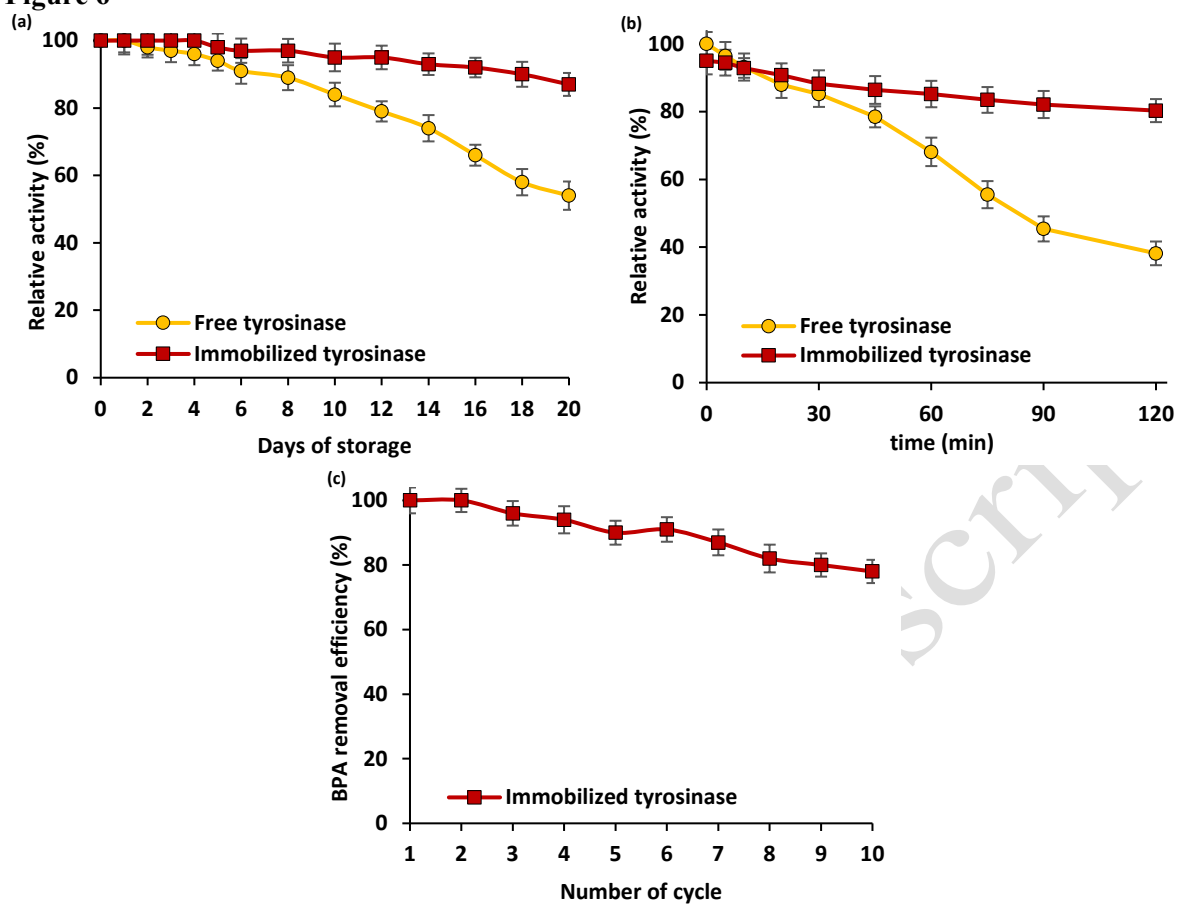 Figure 6
(a)
Relative activity (%)
100
80
60
40
20
0
Free tyrosinase
Immobilized tyrosinase
0 2 4 6 8 10 12 14 16 18 20
Days of storage
(b)
Relative activity (%)
100
80
60
40
20
0
Free tyrosinase
Immobilized tyrosinase
0 30 60 90 120
time (min)
(c)
BPA removal efficiency (%)
100
80
60
40
20
0
Immobilized tyrosinase
1 2 3 4 5 6 7 8 9 10
Number of cycle